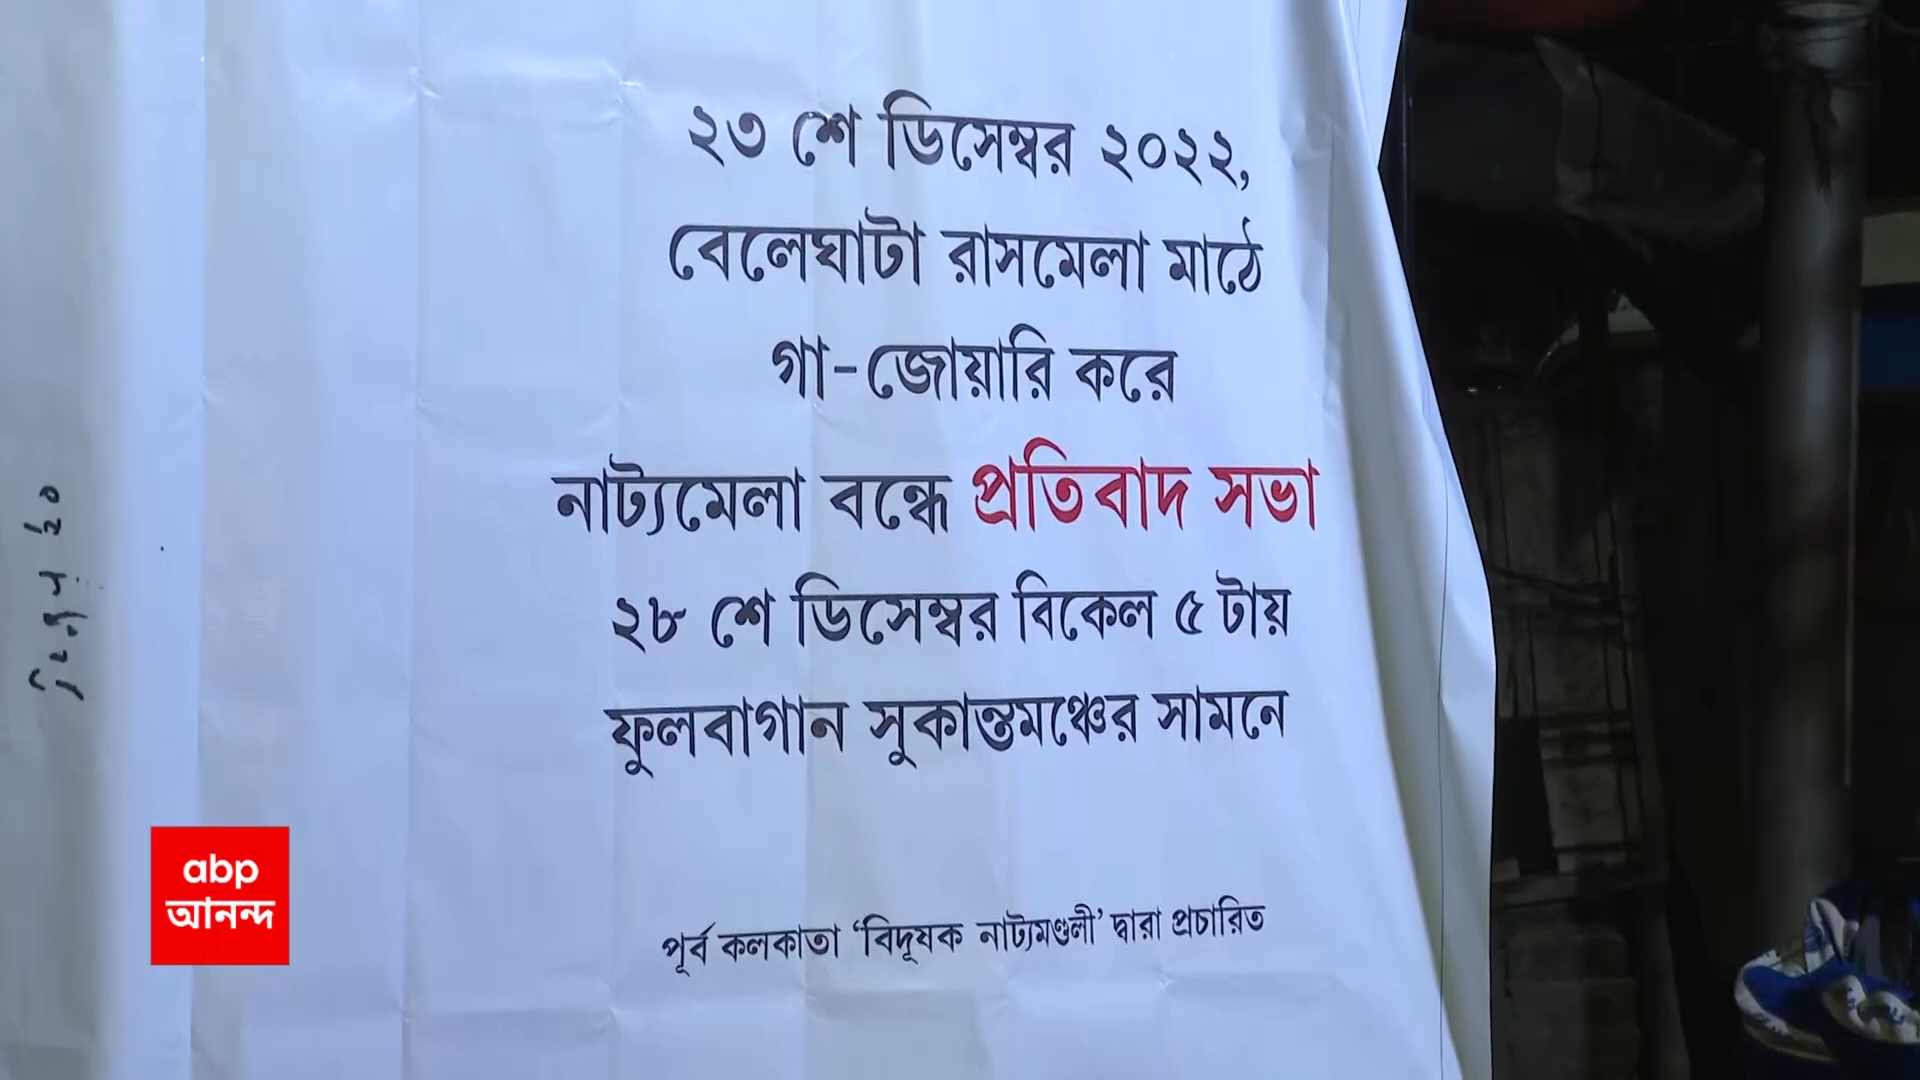 ২৩ শে ডিসেম্বর ২০২২,
বেলেঘাটা রাসমেলা মাঠে
গা-জোয়ারি করে
নাট্যমেলা বন্ধে প্রতিবাদ সভা
২৮ শে ডিসেম্বর বিকেল ৫ টায়
ফুলবাগান সুকান্তমঞ্চের সামনে
পূর্ব কলকাতা ‘বিদূষক নাট্যমণ্ডলী’ দ্বারা প্রচারিত
abp
আনন্দ